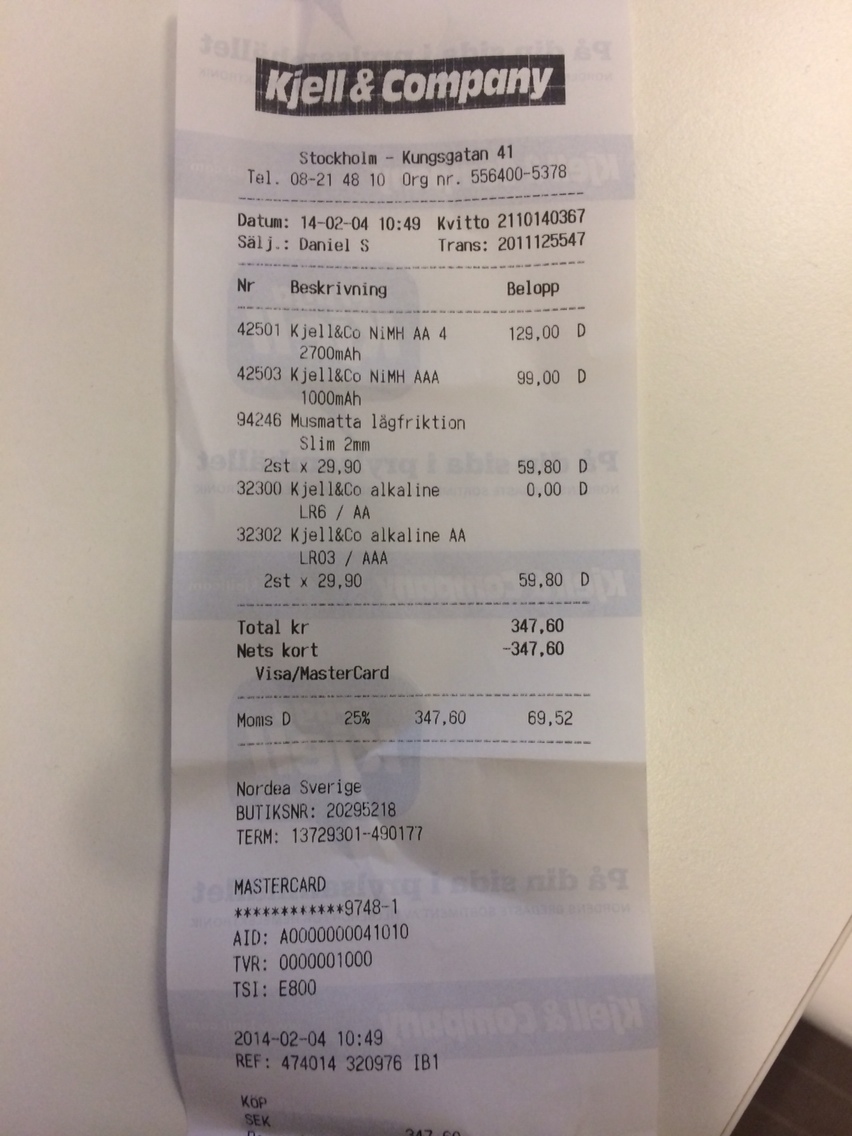 Kjell & Company
Stockholm - Kungsgatan 41
Tel. 08-21 48 10 Org nr. 556400-5378
Datum: 14-02-04 10:49 Kvitto 2110140367
Sälj.: Daniel S Trans: 2011125547
Nr Beskrivning Belopp
42501 Kjell&Co NiMH AA 4 129,00 D
2700mAh
42503 Kjell&Co NiMH AAA 99,00 D
1000mAh
94246 Musmatta lågfriktion
Slim 2mm
2st x 29,90 59,80 D
32300 Kjell&Co alkaline 0,00 D
LR6 / AA
32302 Kjell&Co alkaline AA
LR03 / AAA
2st x 29,90 59,80 D
Total kr 347,60
Nets kort -347,60
Visa/MasterCard
Moms D 25% 347,60 69,52
Nordea Sverige
BUTIKSNR: 20295218
TERM: 13729301-490177
MASTERCARD
************9748-1
AID: A0000000041010
TVR: 0000001000
TSI: E800
2014-02-04 10:49
REF: 474014 320976 IB1
KÖP
SEK